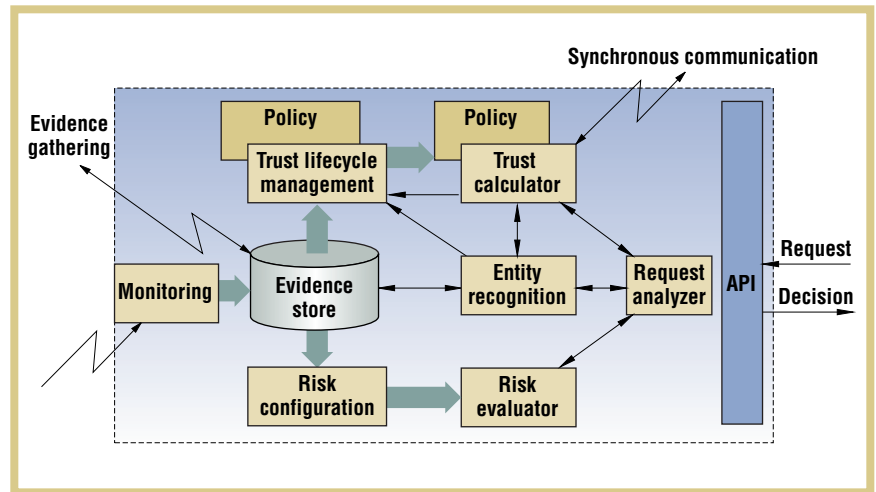 Synchronous communication
Evidence
gathering
Policy
Trust lifecycle
management
Policy
Trust
calculator
Monitoring
Evidence
store
Entity
recognition
Request
analyzer
API
Request
Decision
Risk
configuration
Risk
evaluator